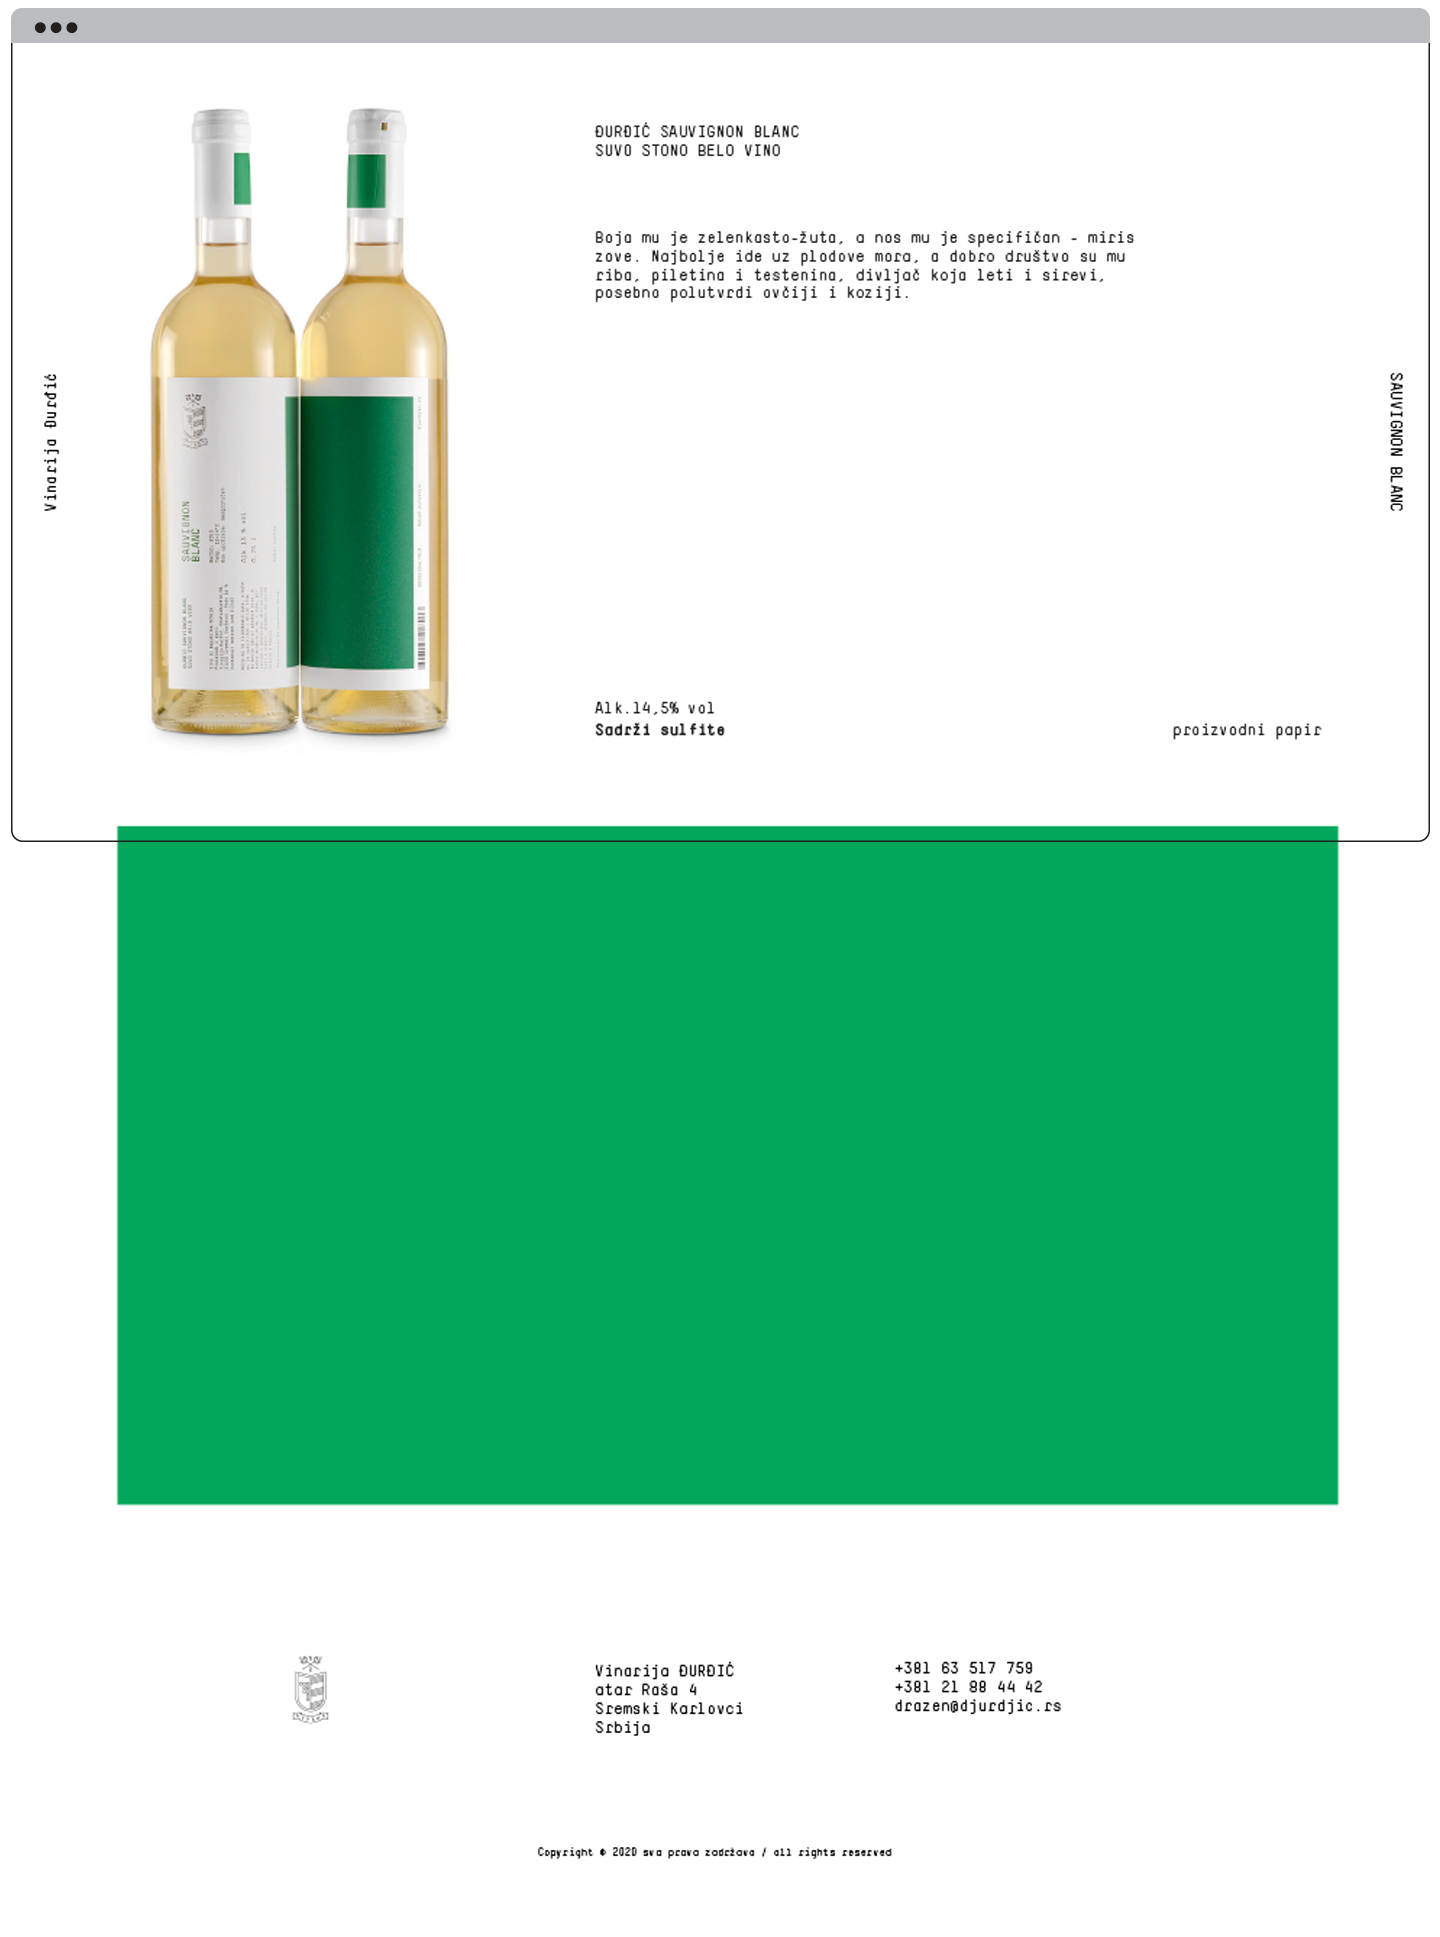 ĐURĐIĆ SAUVIGNON BLANC
SUVO STONO BELO VINO
Boja mu je zelenkasto-žuta, a nos mu je specifičan - miris
zove. Najbolje ide uz plodove mora, a dobro društvo su mu
riba, piletina i testenina, divljač koja leti i sirevi,
posebno polutvrdi ovčiji i koziji.
Vinarija Đurđić
SAUVIGNON BLANC
SAUVIGNON
BLANC
Alk.14,5% vol
Sadrži sulfite
proizvodni papir
Vinarija ĐURĐIĆ
atar Raša 4
Sremski Karlovci
Srbija
+381 63 517 759
+381 21 88 44 42
drazen@djurdjic.rs
Copyright © 2020 sva prava zadržava / all rights reserved